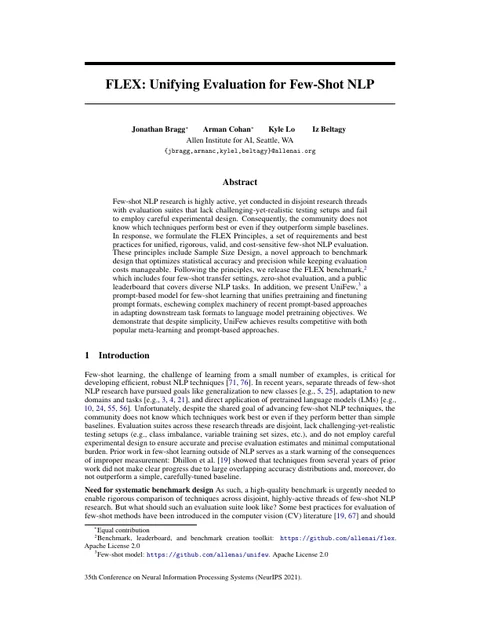 FLEX: Unifying Evaluation for Few-Shot NLP
Jonathan Bragg* Arman Cohan* Kyle Lo Iz Beltagy
Allen Institute for AI, Seattle, WA
{jbragg,armanc,kylel,beltagy}@allenai.org
Abstract
Few-shot NLP research is highly active, yet conducted in disjoint research threads
with evaluation suites that lack challenging-yet-realistic testing setups and fail
to employ careful experimental design. Consequently, the community does not
know which techniques perform best or even if they outperform simple baselines.
In response, we formulate the FLEX Principles, a set of requirements and best
practices for unified, rigorous, valid, and cost-sensitive few-shot NLP evaluation.
These principles include Sample Size Design, a novel approach to benchmark
design that optimizes statistical accuracy and precision while keeping evaluation
costs manageable. Following the principles, we release the FLEX benchmark,2
which includes four few-shot transfer settings, zero-shot evaluation, and a public
leaderboard that covers diverse NLP tasks. In addition, we present UniFew,3 a
prompt-based model for few-shot learning that unifies pretraining and finetuning
prompt formats, eschewing complex machinery of recent prompt-based approaches
in adapting downstream task formats to language model pretraining objectives. We
demonstrate that despite simplicity, UniFew achieves results competitive with both
popular meta-learning and prompt-based approaches.
1 Introduction
Few-shot learning, the challenge of learning from a small number of examples, is critical for
developing efficient, robust NLP techniques [71, 76]. In recent years, separate threads of few-shot
NLP research have pursued goals like generalization to new classes [e.g., 5, 25], adaptation to new
domains and tasks [e.g., 3, 4, 21], and direct application of pretrained language models (LMs) [e.g.,
10, 24, 55, 56]. Unfortunately, despite the shared goal of advancing few-shot NLP techniques, the
community does not know which techniques work best or even if they perform better than simple
baselines. Evaluation suites across these research threads are disjoint, lack challenging-yet-realistic
testing setups (e.g., class imbalance, variable training set sizes, etc.), and do not employ careful
experimental design to ensure accurate and precise evaluation estimates and minimal computational
burden. Prior work in few-shot learning outside of NLP serves as a stark warning of the consequences
of improper measurement: Dhillon et al. [19] showed that techniques from several years of prior
work did not make clear progress due to large overlapping accuracy distributions and, moreover, do
not outperform a simple, carefully-tuned baseline.
Need for systematic benchmark design As such, a high-quality benchmark is urgently needed to
enable rigorous comparison of techniques across disjoint, highly-active threads of few-shot NLP
research. But what should such an evaluation suite look like? Some best practices for evaluation of
few-shot methods have been introduced in the computer vision (CV) literature [19, 67] and should
*Equal contribution
2Benchmark, leaderboard, and benchmark creation toolkit: https://github.com/allenai/flex.
Apache License 2.0
3Few-shot model: https://github.com/allenai/unifew. Apache License 2.0
35th Conference on Neural Information Processing Systems (NeurIPS 2021).